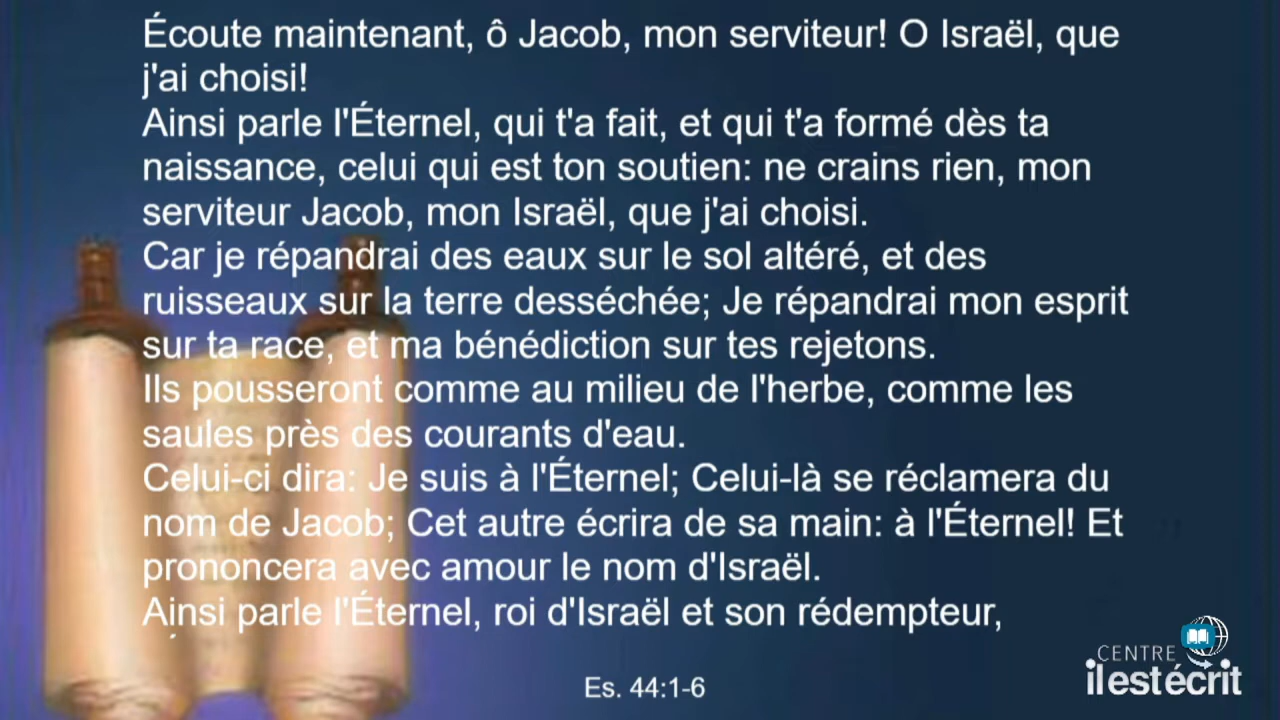 Écoute maintenant, ô Jacob, mon serviteur! O Israël, que
j'ai choisi!
Ainsi parle l'Éternel, qui t'a fait, et qui t'a formé dès ta
naissance, celui qui est ton soutien: ne crains rien, mon
serviteur Jacob, mon Israël, que j'ai choisi.
Car je répandrai des eaux sur le sol altéré, et des
ruisseaux sur la terre desséchée; Je répandrai mon esprit
sur ta race, et ma bénédiction sur tes rejetons.
Ils pousseront comme au milieu de l'herbe, comme les
saules près des courants d'eau.
Celui-ci dira: Je suis à l'Éternel; Celui-là se réclamera du
nom de Jacob; Cet autre écrira de sa main: à l'Éternel! Et
prononcera avec amour le nom d'Israël.
Ainsi parle l'Éternel, roi d'Israël et son rédempteur,
Es. 44:1-6
CENTRE
il est écrit